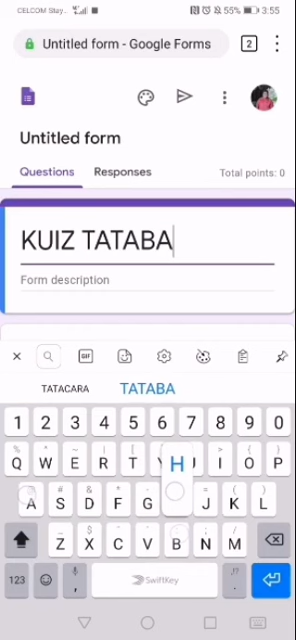 CELCOM Stay.. 55% 3:55
Untitled form - Google Forms 2
Untitled form
Questions Responses Total points: 0
KUIZ TATABA
Form description
GIF
TATACARA TATABA
1 2 3 4 5 6 7 8 9 0
Q W E R T Y H I O P
A S D F G J K L
Z X C V B N M
123 , SwiftKey .